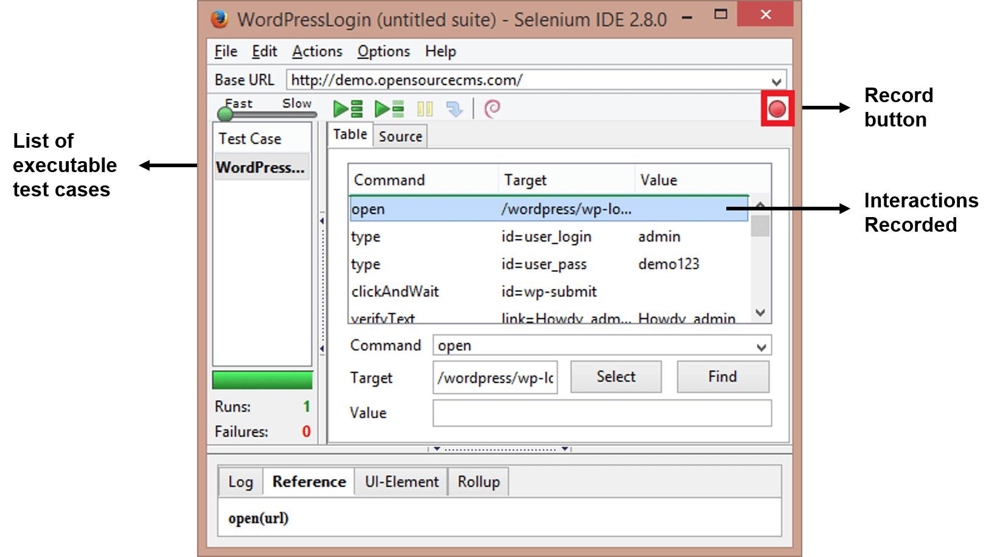 WordPressLogin (untitled suite) - Selenium IDE 2.8.0
File Edit Actions Options Help
Base URL http://demo.opensourcecms.com/
Fast Slow
Record
button
List of
executable
test cases
Test Case
WordPress...
Table Source
Command Target Value
open /wordpress/wp-lo...
type id=user_login admin
type id=user_pass demo123
clickAndWait id=wp-submit
verifyText link=Howdy, adm... Howdy, admin
Interactions
Recorded
Command open
Target /wordpress/wp-lo Select Find
Value
Runs: 1
Failures: 0
Log Reference UI-Element Rollup
open(url)